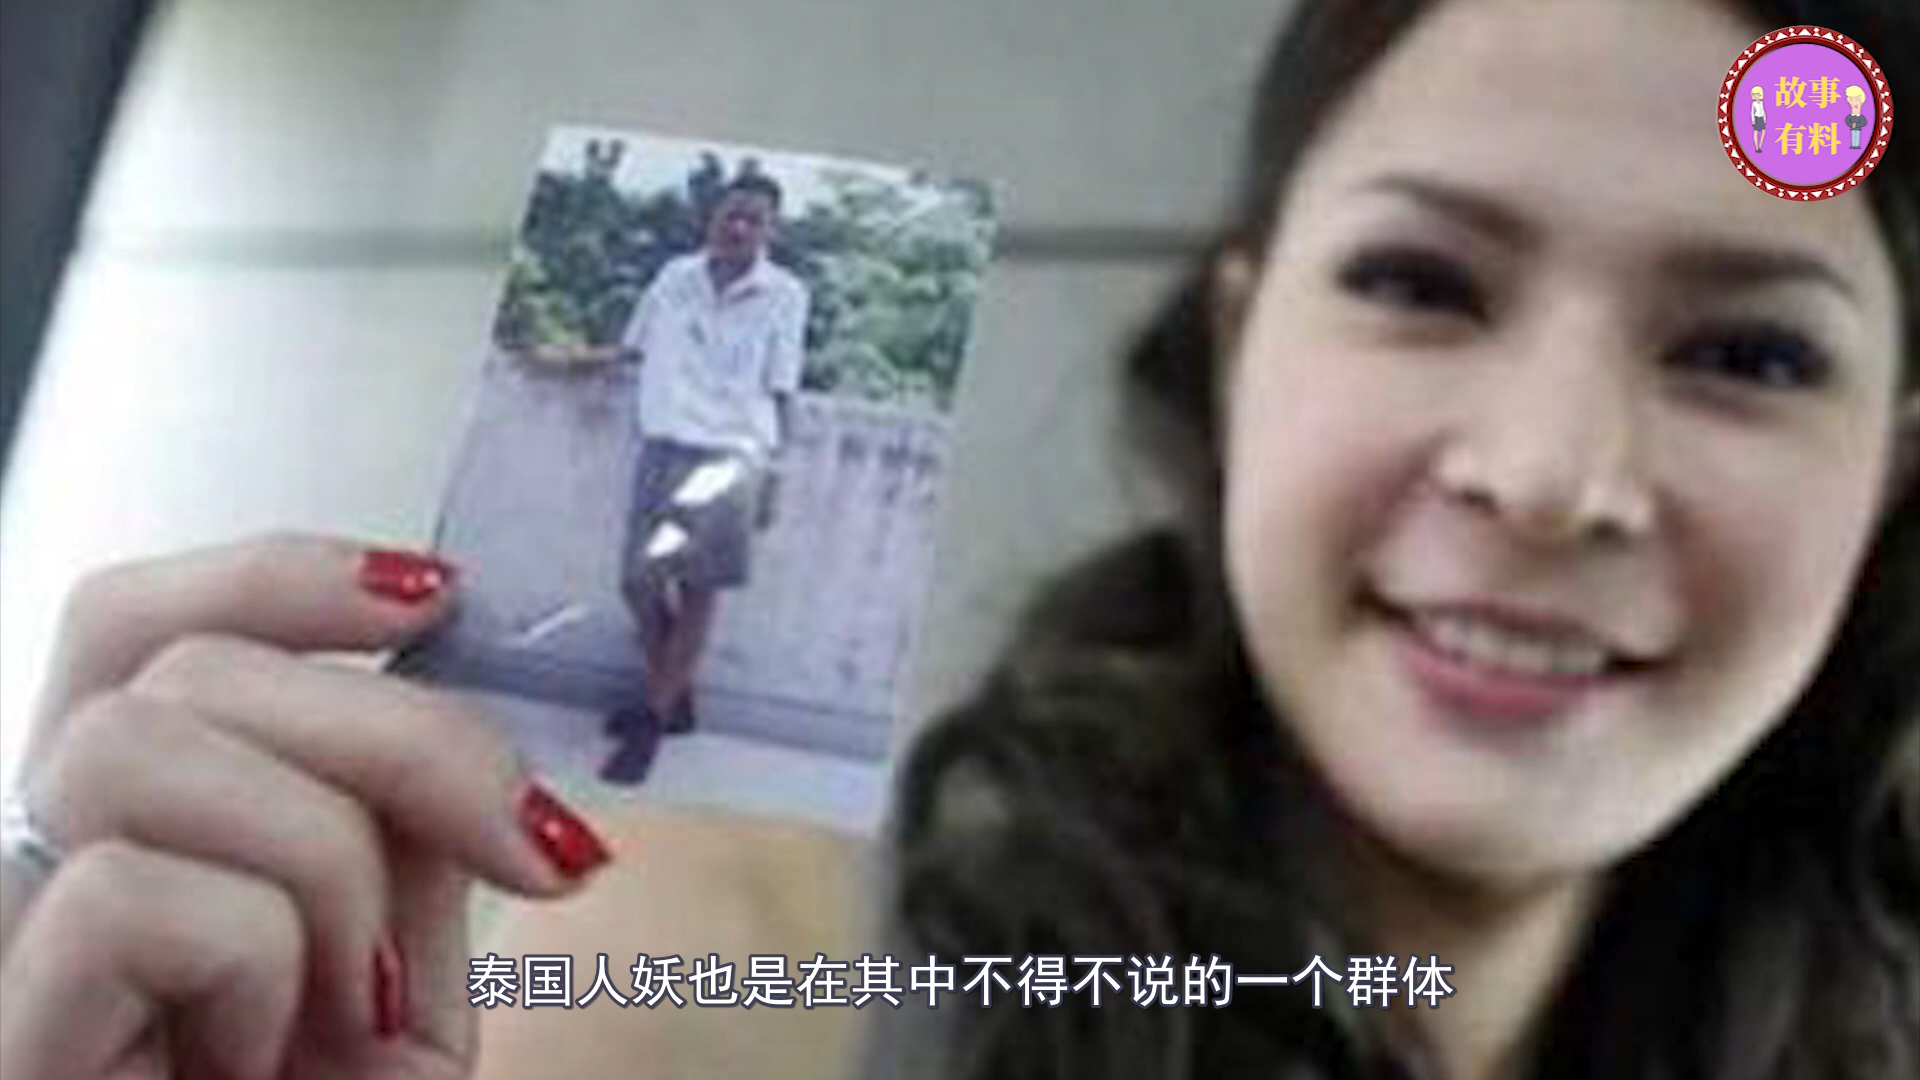 故事
有料
泰国人妖也是在其中不得不说的一个群体